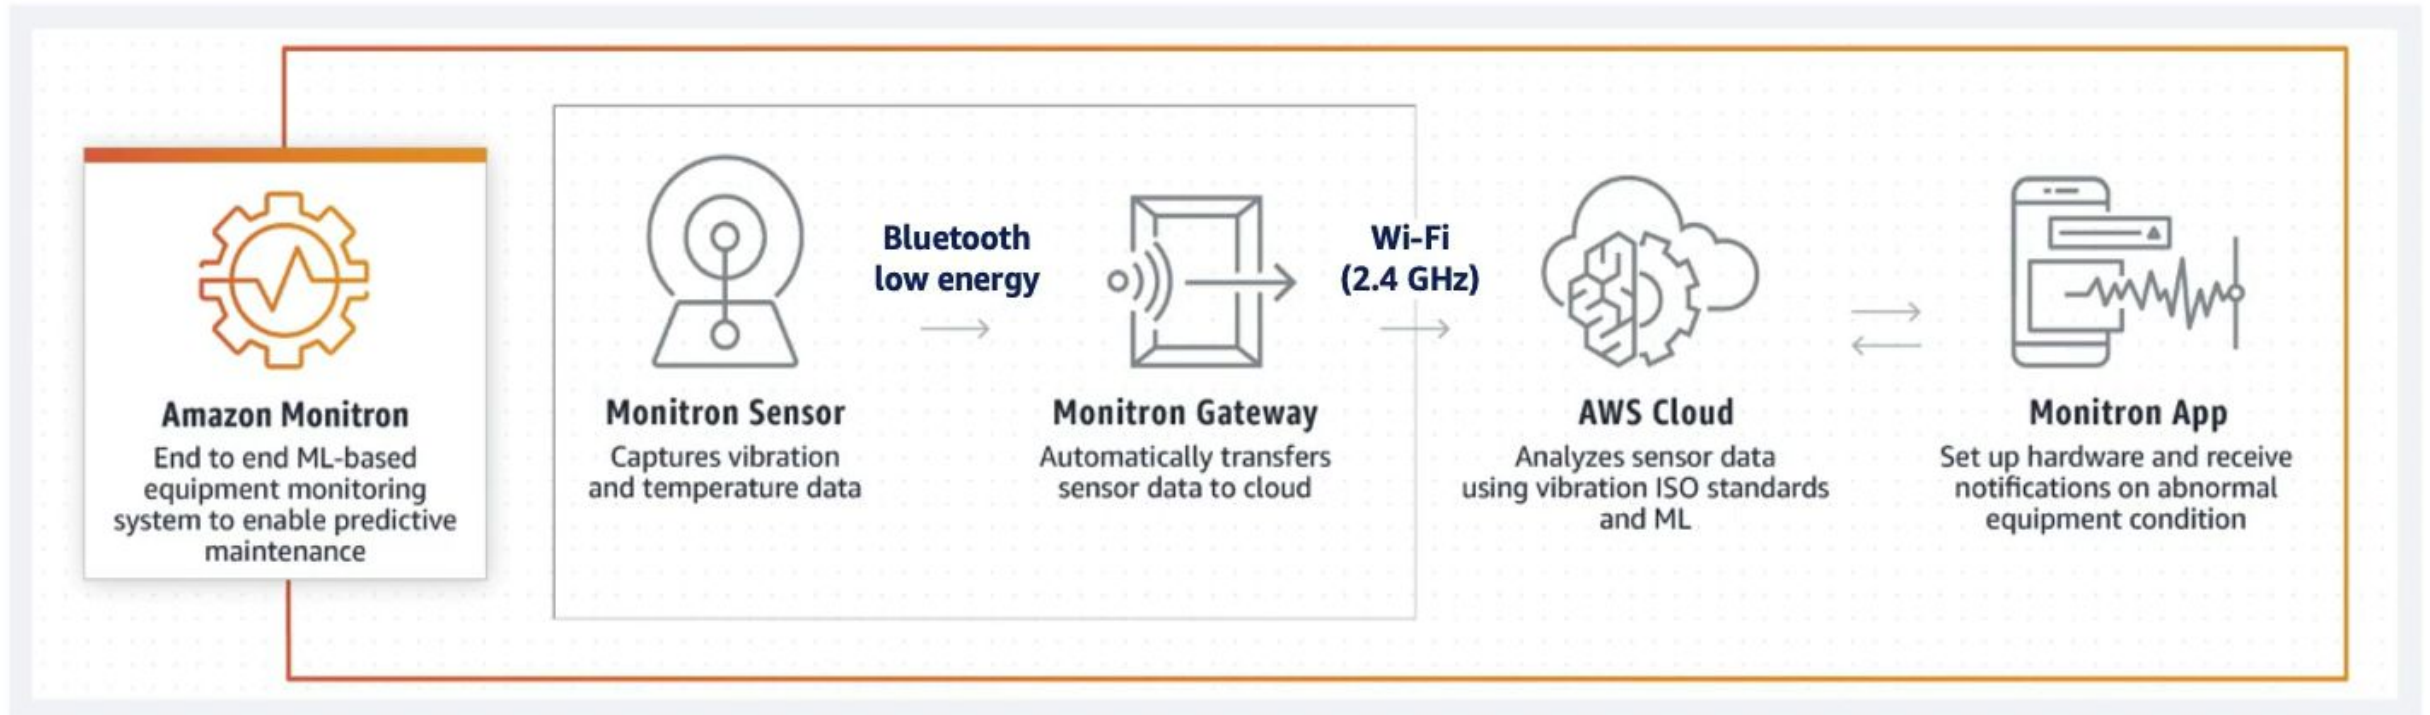 Amazon Monitron
End to end ML-based
equipment monitoring
system to enable predictive
maintenance
Monitron Sensor
Captures vibration
and temperature data
Bluetooth
low energy
Monitron Gateway
Automatically transfers
sensor data to cloud
Wi-Fi
(2.4 GHz)
AWS Cloud
Analyzes sensor data
using vibration ISO standards
and ML
Monitron App
Set up hardware and receive
notifications on abnormal
equipment condition